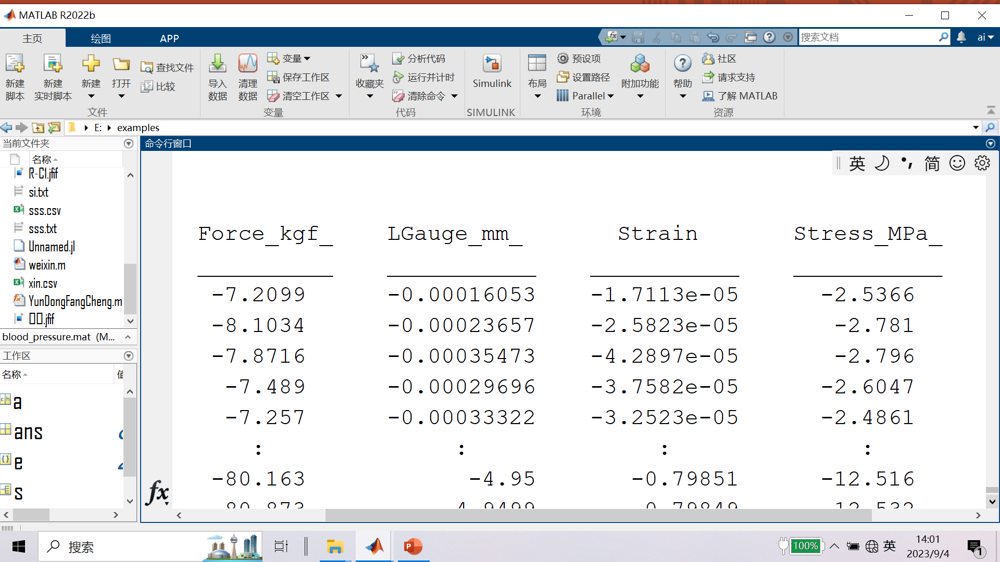 MATLAB R2022b
主页 绘图 APP
搜索文档
ai
新建
脚本
新建
实时脚本
新建
打开
查找文件
比较
文件
导入
数据
清理
数据
变量
保存工作区
清空工作区
变量
收藏夹
分析代码
运行并计时
清除命令
代码
Simulink
SIMULINK
布局
预设项
设置路径
Parallel
附加功能
环境
帮助
社区
请求支持
了解 MATLAB
资源
E: examples
当前文件夹
名称
R-C1.jfif
si.txt
sss.csv
sss.txt
Unnamed.jl
weixin.m
xin.csv
YunDongFangCheng.m
□□.jfif
blood_pressure.mat (M...
工作区
名称
a
ans
e
s
命令行窗口
英 简
Force_kgf_ LGauge_mm_ Strain Stress_MPa_
-7.2099 -0.00016053 -1.7113e-05 -2.5366
-8.1034 -0.00023657 -2.5823e-05 -2.781
-7.8716 -0.00035473 -4.2897e-05 -2.796
-7.489 -0.00029696 -3.7582e-05 -2.6047
-7.257 -0.00033322 -3.2523e-05 -2.4861
: : : :
-80.163 -4.95 -0.79851 -12.516
fx
搜索
100%
英
14:01
2023/9/4
1